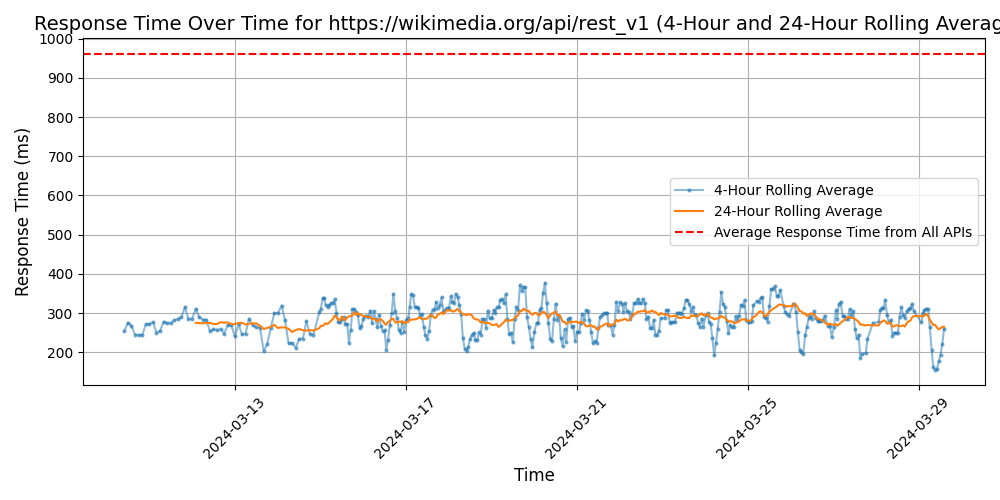 Response Time Over Time for https://wikimedia.org/api/rest_v1 (4-Hour and 24-Hour Rolling Averag
Response Time (ms)
1000
900
800
700
600
500
400
300
200
4-Hour Rolling Average
24-Hour Rolling Average
Average Response Time from All APIs
2024-03-13
2024-03-17
2024-03-21
2024-03-25
2024-03-29
Time